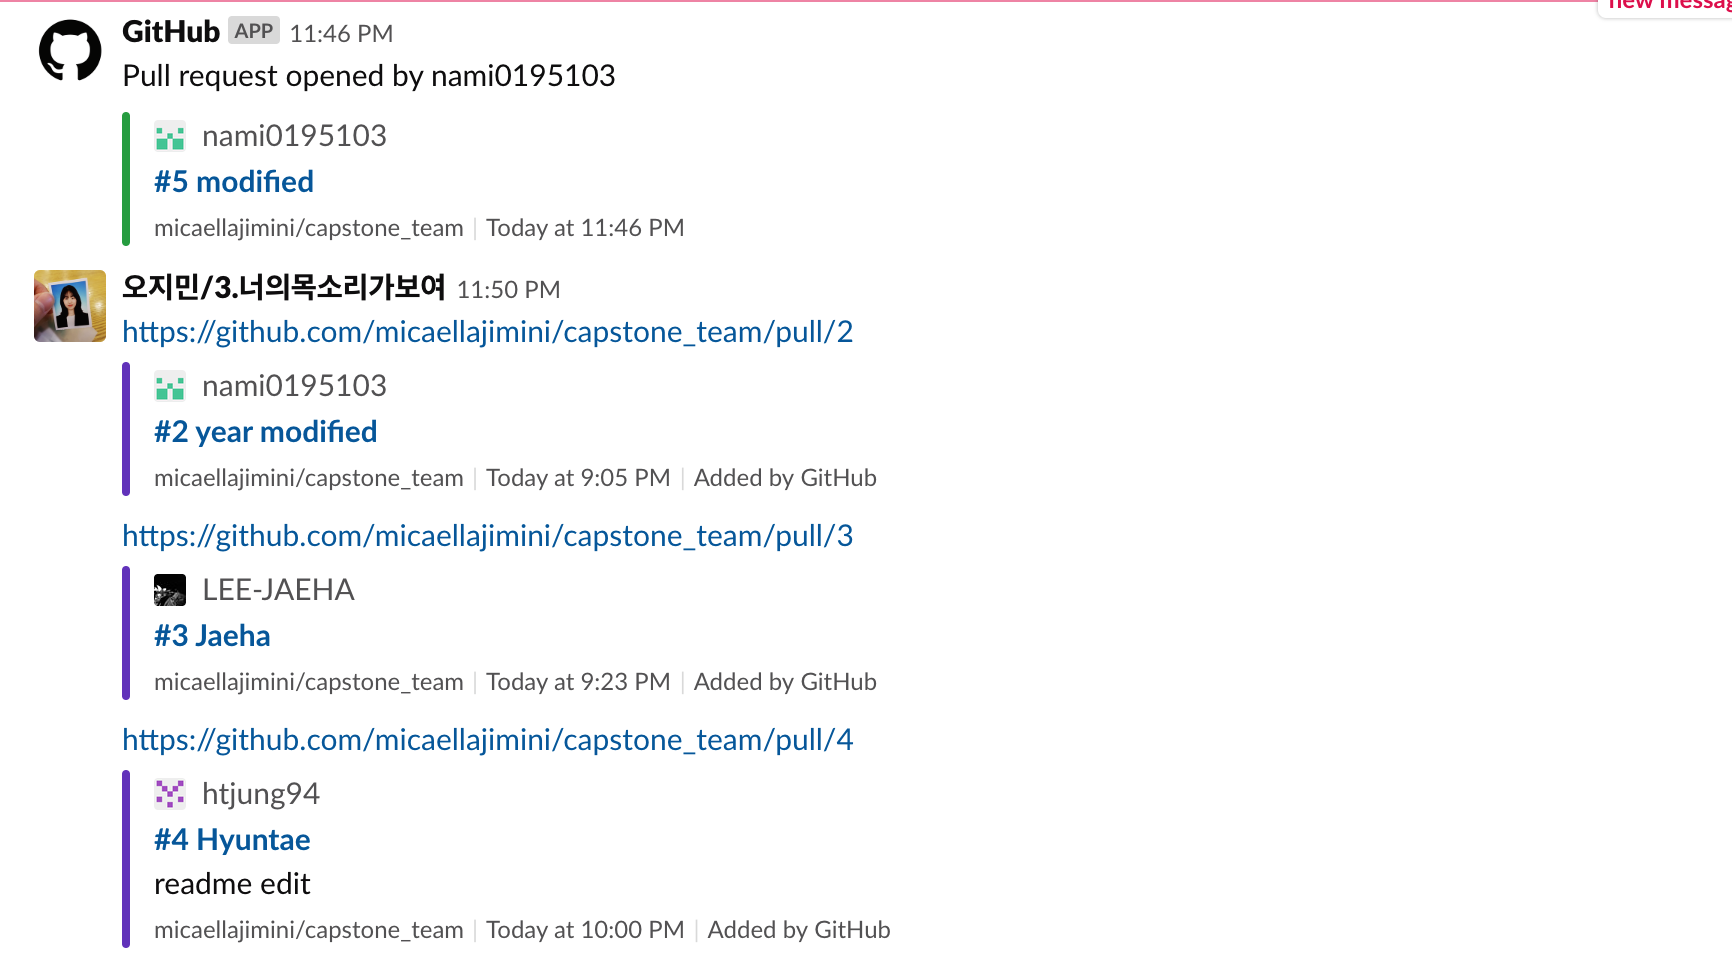 new messag
GitHub APP 11:46 PM
Pull request opened by nami0195103
nami0195103
#5 modified
micaellajimini/capstone_team | Today at 11:46 PM
오지민/3.너의목소리가보여 11:50 PM
https://github.com/micaellajimini/capstone_team/pull/2
nami0195103
#2 year modified
micaellajimini/capstone_team | Today at 9:05 PM | Added by GitHub
https://github.com/micaellajimini/capstone_team/pull/3
LEE-JAEHA
#3 Jaeha
micaellajimini/capstone_team | Today at 9:23 PM | Added by GitHub
https://github.com/micaellajimini/capstone_team/pull/4
htjung94
#4 Hyuntae
readme edit
micaellajimini/capstone_team | Today at 10:00 PM | Added by GitHub